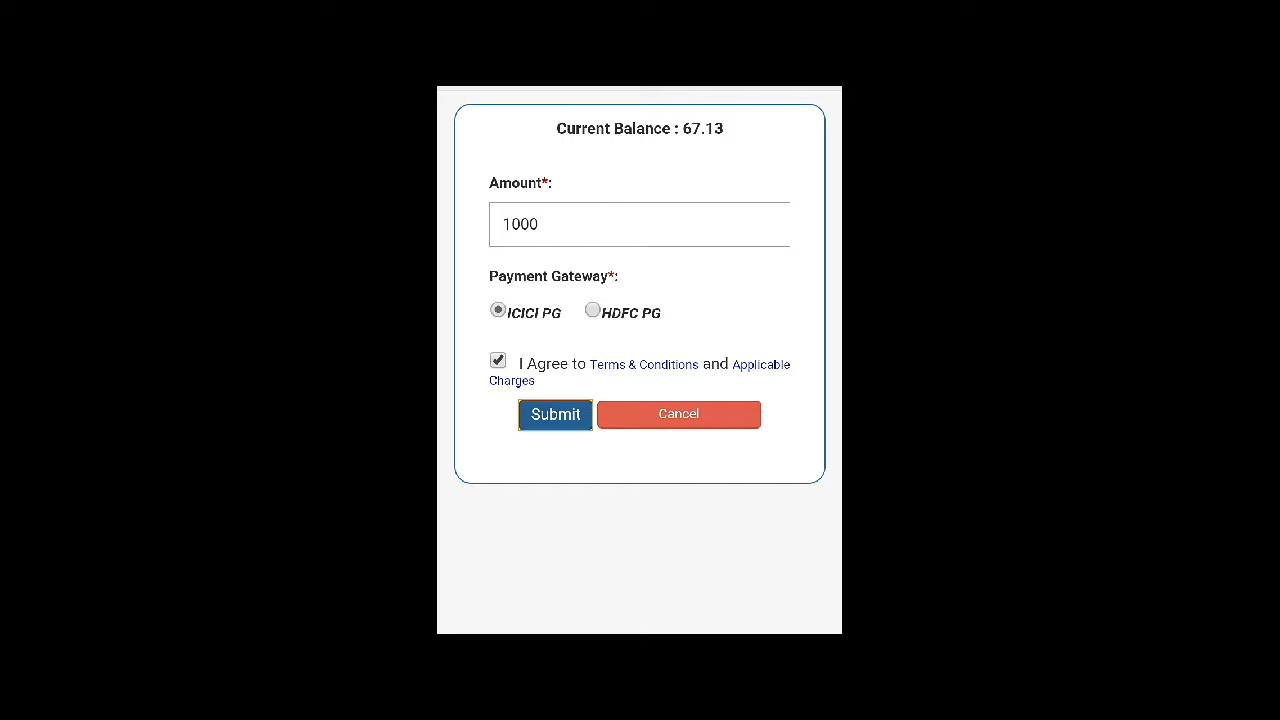 Current Balance : 67.13
Amount*:
1000
Payment Gateway*:
ICICI PG HDFC PG
I Agree to Terms & Conditions and Applicable
Charges
Submit Cancel